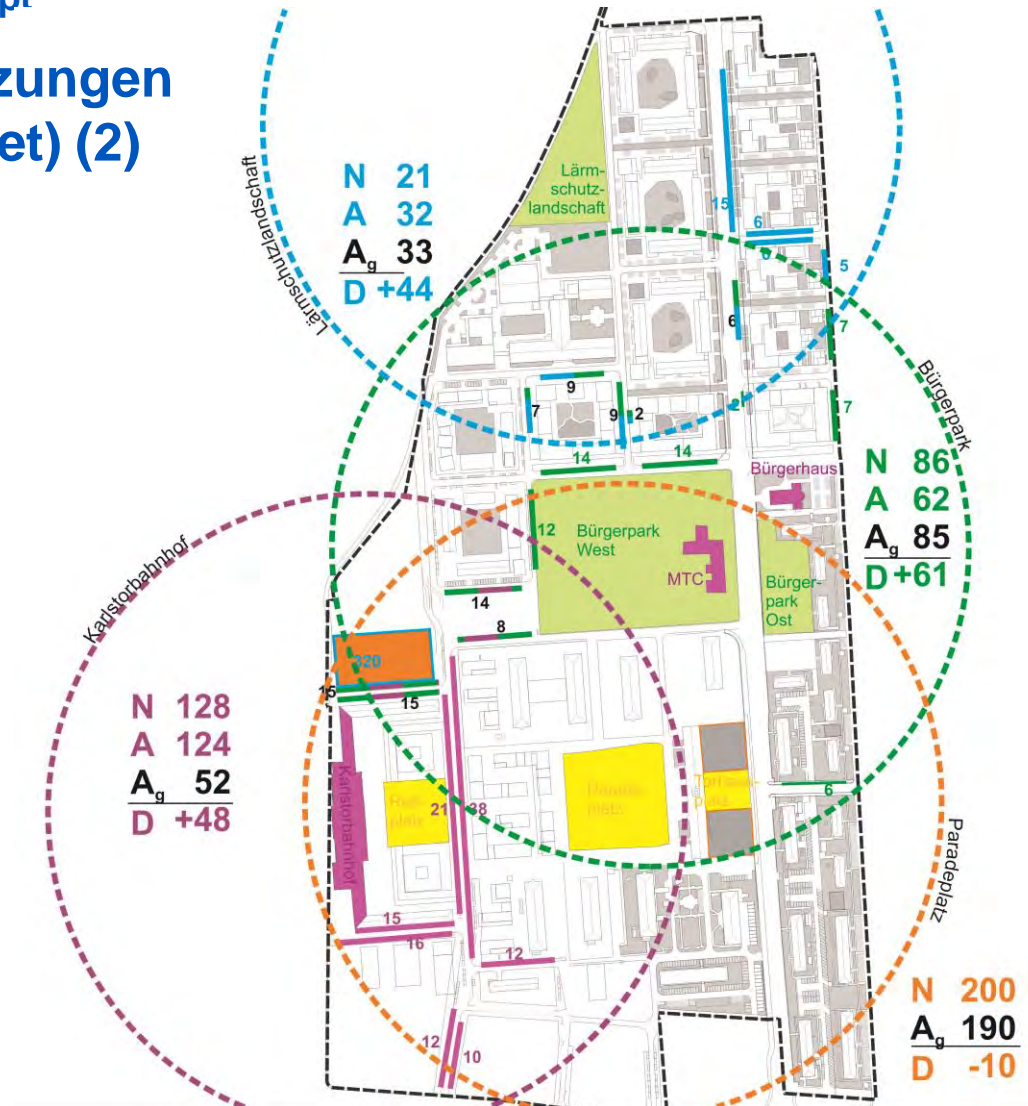 zungen
et) (2)
Lärmschutzlandschaft
N 21
A 32
Ag 33
D +44
Lärm-
schutz-
landschaft
15
6
6
5
6
7
9
7
9
2
2
7
14
14
Bürgerpark
Bürgerhaus
N 86
A 62
Ag 85
D +61
12
Bürgerpark
West
MTC
Bürger-
park
Ost
Karlstorbahnhof
14
8
320
15
15
N 128
A 124
Ag 52
D +48
Karlstorbahnhof
platz
21
38
platz
platz
6
Paradeplatz
15
16
12
N 200
Ag 190
D -10
12
10